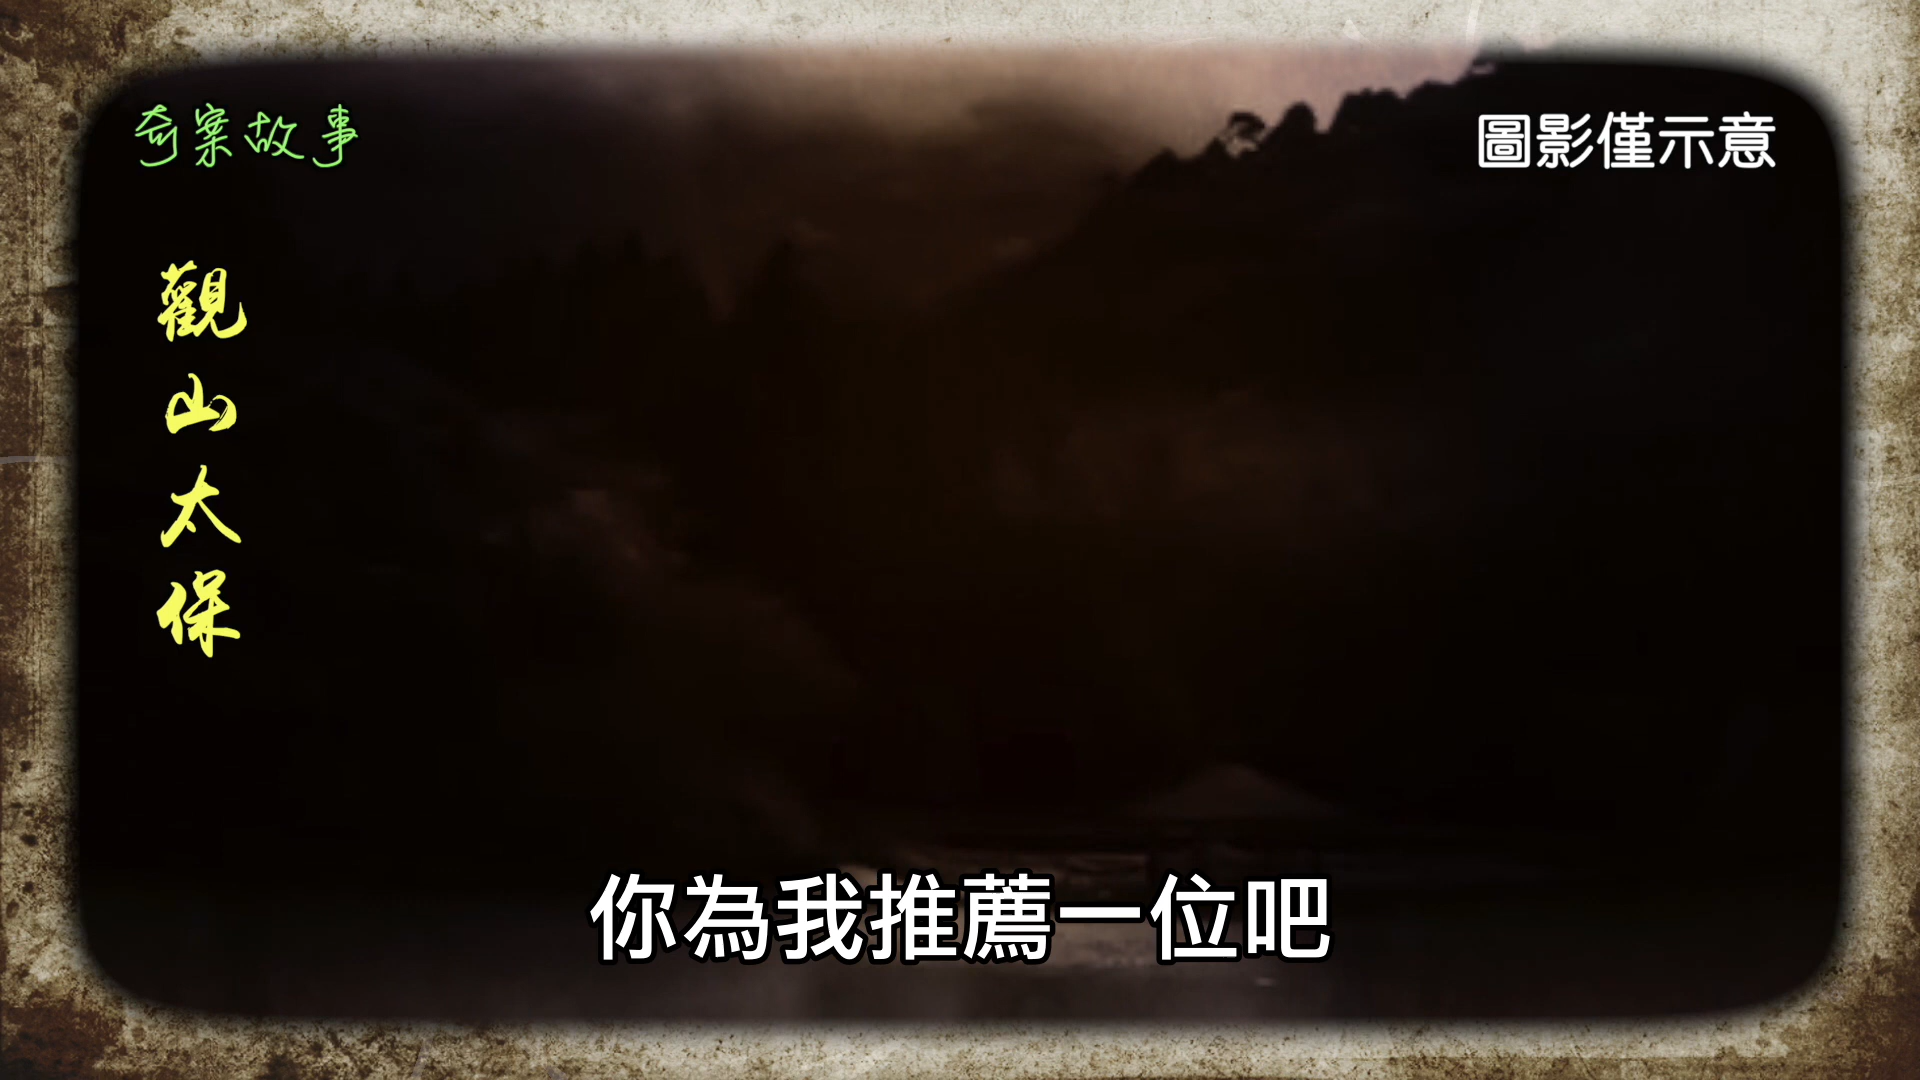 奇案故事
圖影僅示意
觀山太保
你為我推薦一位吧